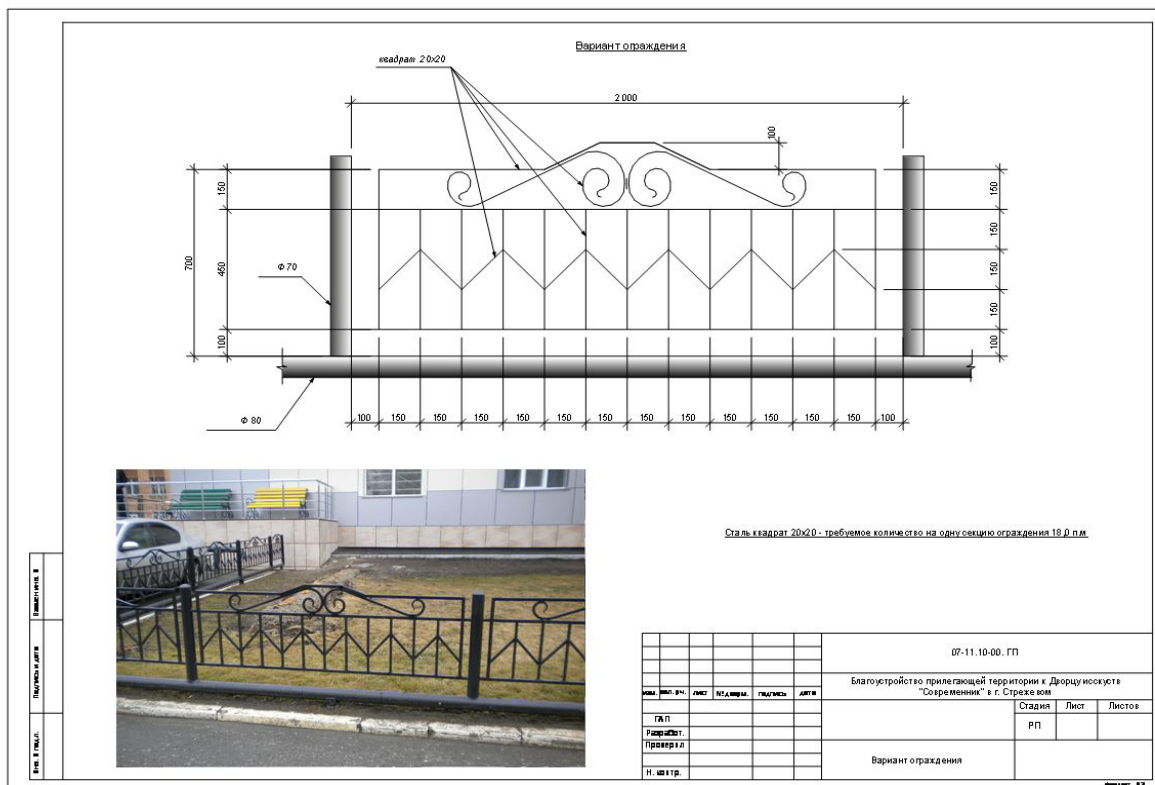 Вариант ограждения
квадрат 20х20
2 000
100
150
450
100
700
150
150
150
150
100
Ф 70
Ф 80
100 150 150 150 150 150 150 150 150 150 150 150 150 100
Сталь квадрат 20х20 - требуемое количество на одну секцию ограждения 18,0 п.м
07-11.10-00. ГП
изм. кол. уч. лист № докум. подпись дата
Благоустройство прилегающей территории к Дворцу исскуств
"Современник" в г. Стрежевом
Стадия Лист Листов
ГАП
РП
Разработ.
Проверил
Вариант ограждения
Н. контр.
Взамен инв. №
Подпись и дата
Инв. № подл.